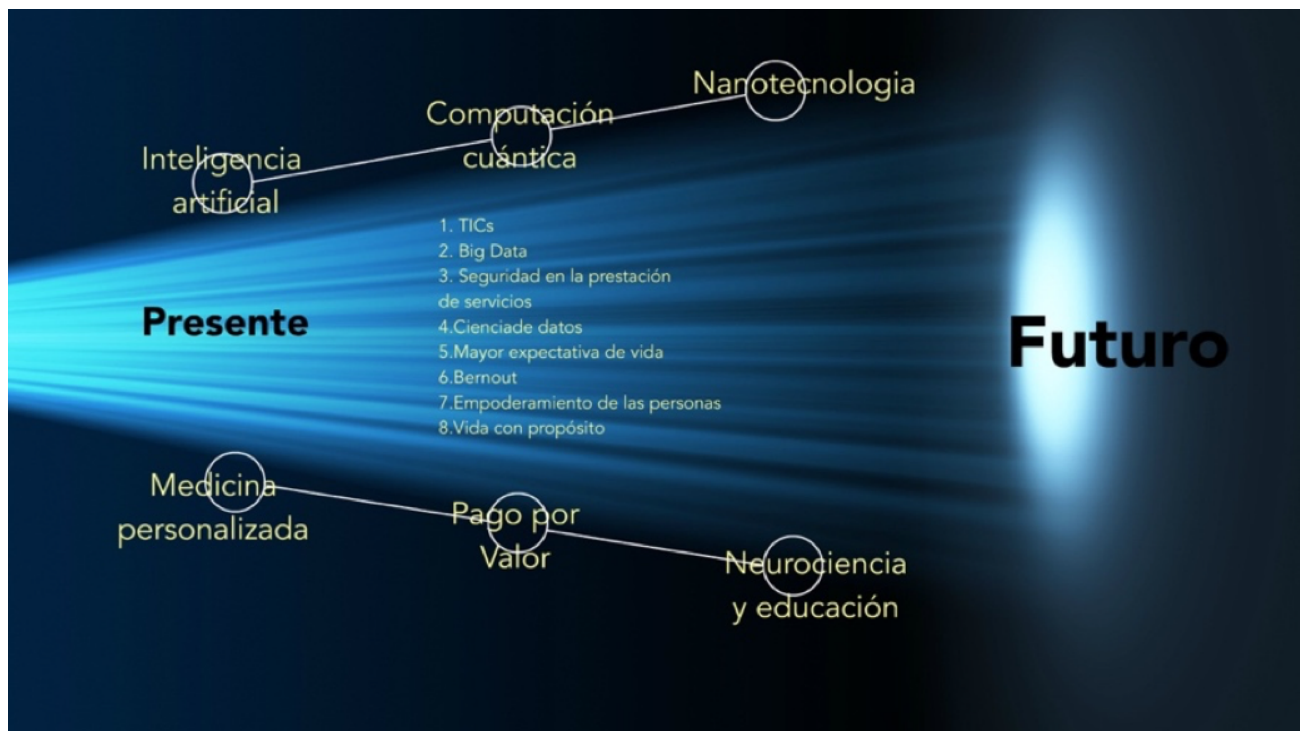 Nanotecnologia
Computación
cuántica
Inteligencia
artificial
1. TICs
2. Big Data
3. Seguridad en la prestación
de servicios
4.Cienciade datos
5.Mayor expectativa de vida
6.Bernout
7.Empoderamiento de las personas
8.Vida con propósito
Presente
Futuro
Medicina
personalizada
Pago por
Valor
Neurociencia
y educación